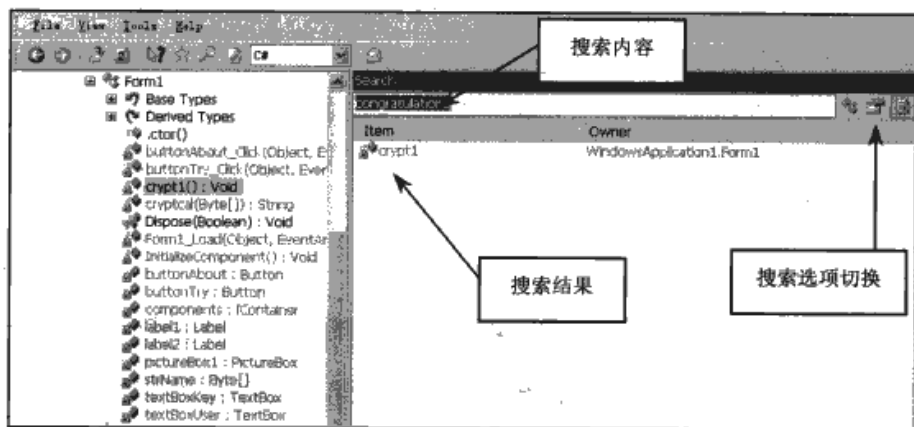 File View Tools Help
C#
搜索内容
Form1
Base Types
Derived Types
.ctor()
buttonAbout_Click(Object, E
buttonTry_Click(Object, Even
crypt1() : Void
cryptcal(Byte[]) : String
Dispose(Boolean) : Void
Form1_Load(Object, EventAr
InitializeComponent() : Void
buttonAbout : Button
buttonTry : Button
components : IContainer
label1 : Label
label2 : Label
pictureBox1 : PictureBox
strName : Byte[]
textBoxKey : TextBox
textBoxUser : TextBox
Search
congratulation
Item Owner
crypt1 WindowsApplication1.Form1
搜索结果
搜索选项切换